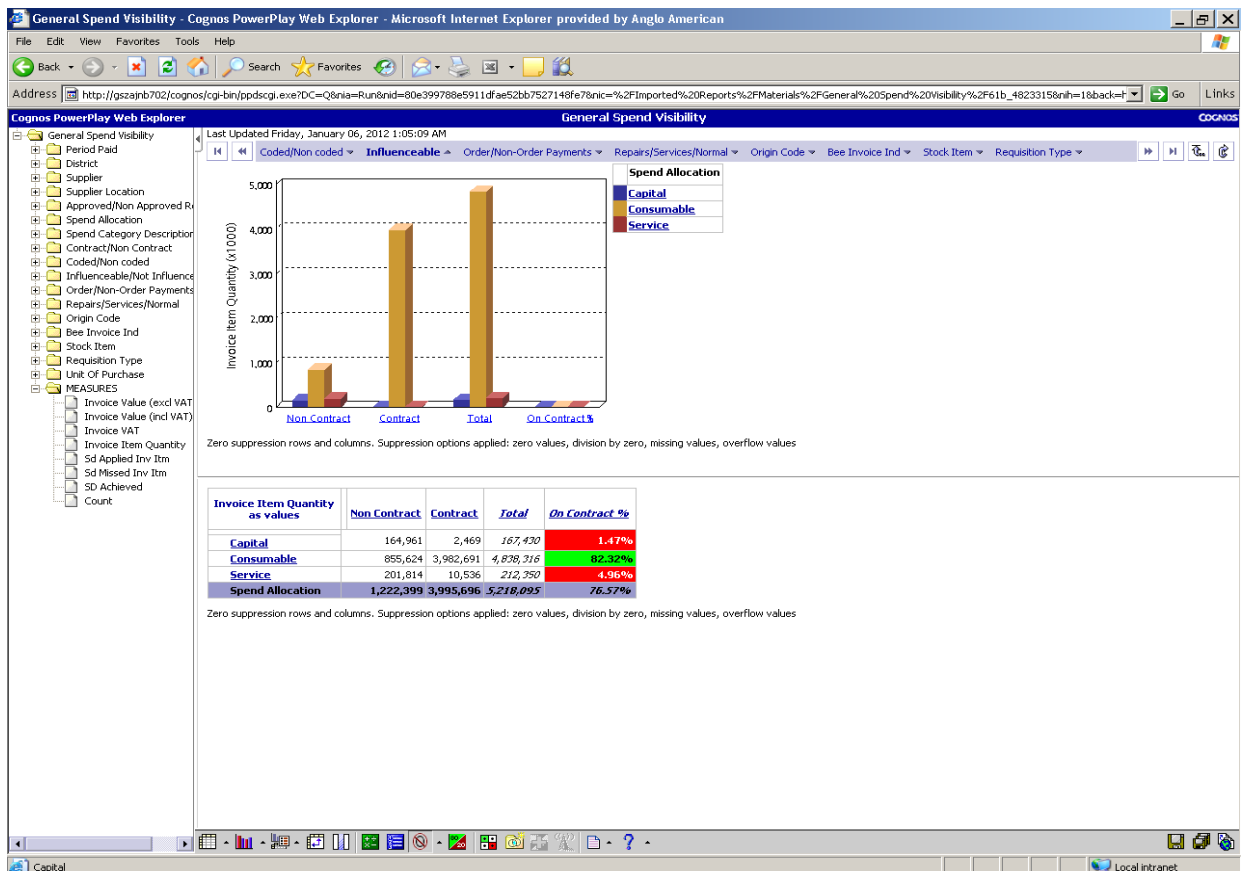 General Spend Visibility - Cognos PowerPlay Web Explorer - Microsoft Internet Explorer provided by Anglo American
File Edit View Favorites Tools Help
Back Search Favorites
Address http://gszajnb702/cognos/cgi-bin/ppdscgi.exe?DC=Q&nia=Run&nid=80e399788e5911dfae52bb7527148fe7&nic=%2FImported%20Reports%2FMaterials%2FGeneral%20Spend%20Visibility%2F61b_4823315&nih=1&back=h Go Links
Cognos PowerPlay Web Explorer General Spend Visibility COGNOS
General Spend Visibility
Period Paid
District
Supplier
Supplier Location
Approved/Non Approved Re
Spend Allocation
Spend Category Description
Contract/Non Contract
Coded/Non coded
Influenceable/Not Influence
Order/Non-Order Payments
Repairs/Services/Normal
Origin Code
Bee Invoice Ind
Stock Item
Requisition Type
Unit Of Purchase
MEASURES
Invoice Value (excl VAT
Invoice Value (incl VAT)
Invoice VAT
Invoice Item Quantity
Sd Applied Inv Itm
Sd Missed Inv Itm
SD Achieved
Count
Last Updated Friday, January 06, 2012 1:05:09 AM
Coded/Non coded Influenceable Order/Non-Order Payments Repairs/Services/Normal Origin Code Bee Invoice Ind Stock Item Requisition Type
Invoice Item Quantity (x1000)
5,000
4,000
3,000
2,000
1,000
0
Non Contract Contract Total On Contract%
Spend Allocation
Capital
Consumable
Service
Zero suppression rows and columns. Suppression options applied: zero values, division by zero, missing values, overflow values
Invoice Item Quantity as values Non Contract Contract Total On Contract %
Capital 164,961 2,469 167,430 1.47%
Consumable 855,624 3,982,691 4,838,316 82.32%
Service 201,814 10,536 212,350 4.96%
Spend Allocation 1,222,399 3,995,696 5,218,095 76.57%
Zero suppression rows and columns. Suppression options applied: zero values, division by zero, missing values, overflow values
Capital Local intranet